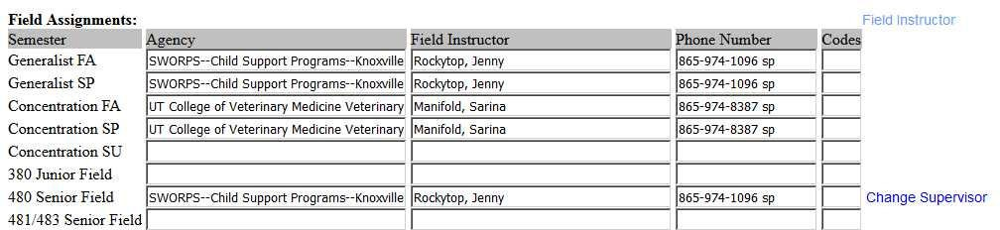 Field Assignments: Field Instructor
Semester Agency Field Instructor Phone Number Codes
Generalist FA SWORPS--Child Support Programs--Knoxville Rockytop, Jenny 865-974-1096 sp
Generalist SP SWORPS--Child Support Programs--Knoxville Rockytop, Jenny 865-974-1096 sp
Concentration FA UT College of Veterinary Medicine Veterinary Manifold, Sarina 865-974-8387 sp
Concentration SP UT College of Veterinary Medicine Veterinary Manifold, Sarina 865-974-8387 sp
Concentration SU
380 Junior Field
480 Senior Field SWORPS--Child Support Programs--Knoxville Rockytop, Jenny 865-974-1096 sp Change Supervisor
481/483 Senior Field